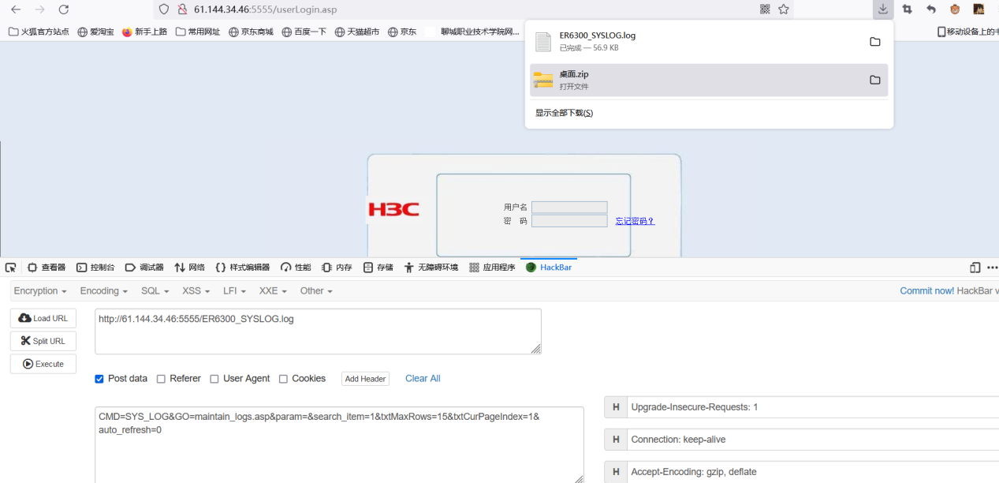 61.144.34.46:5555/userLogin.asp
火狐官方站点 爱淘宝 新手上路 常用网址 京东商城 百度一下 天猫超市 京东 聊城职业技术学院网... 移动设备上的
ER6300_SYSLOG.log
已完成 — 56.9 KB
桌面.zip
打开文件
显示全部下载(S)
H3C
用户名
密 码 忘记密码？
查看器 控制台 调试器 网络 样式编辑器 性能 内存 存储 无障碍环境 应用程序 HackBar
Encryption Encoding SQL XSS LFI XXE Other Commit now! HackBar v
Load URL http://61.144.34.46:5555/ER6300_SYSLOG.log
Split URL
Execute
Post data Referer User Agent Cookies Add Header Clear All
CMD=SYS_LOG&GO=maintain_logs.asp&param=&search_item=1&txtMaxRows=15&txtCurPageIndex=1&
auto_refresh=0
H Upgrade-Insecure-Requests: 1
H Connection: keep-alive
H Accept-Encoding: gzip, deflate